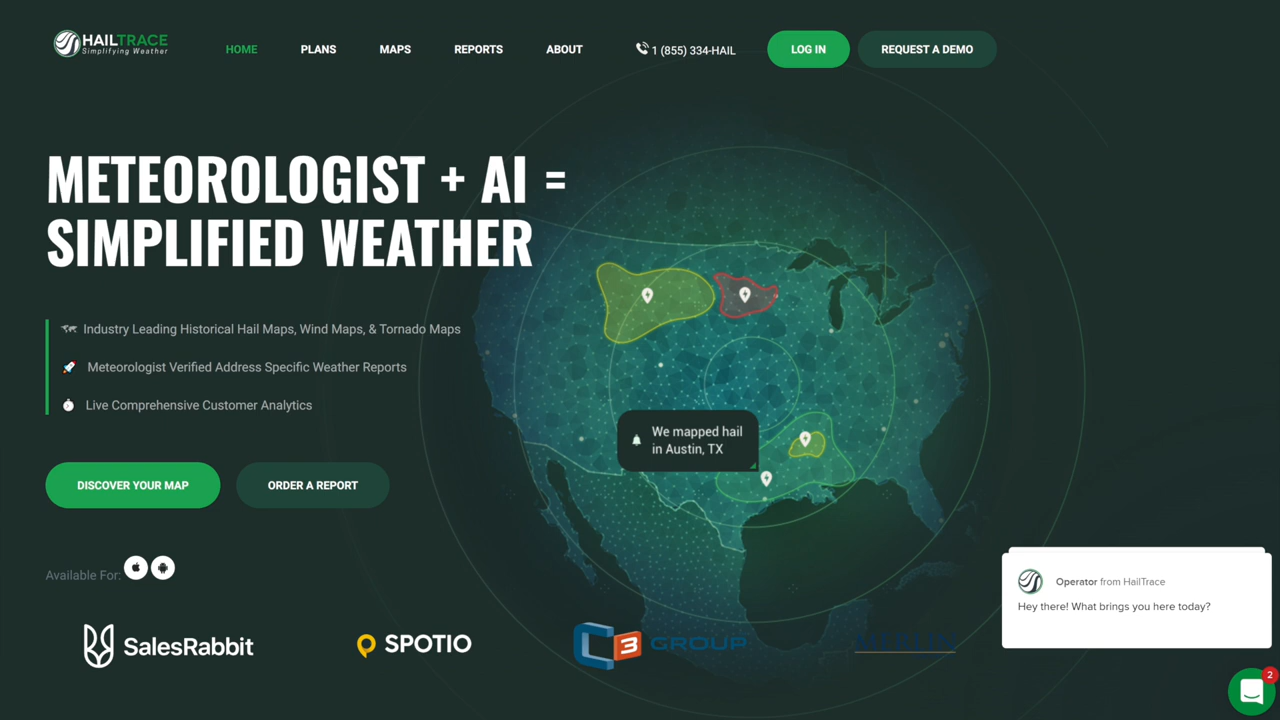 HAILTRACE
Simplifying Weather
HOME
PLANS
MAPS
REPORTS
ABOUT
1 (855) 334-HAIL
LOG IN
REQUEST A DEMO
METEOROLOGIST + AI =
SIMPLIFIED WEATHER
Industry Leading Historical Hail Maps, Wind Maps, & Tornado Maps
Meteorologist Verified Address Specific Weather Reports
Live Comprehensive Customer Analytics
We mapped hail
in Austin, TX
DISCOVER YOUR MAP
ORDER A REPORT
Available For:
Operator from HailTrace
Hey there! What brings you here today?
SalesRabbit
SPOTIO
C3 GROUP
MERLIN
2